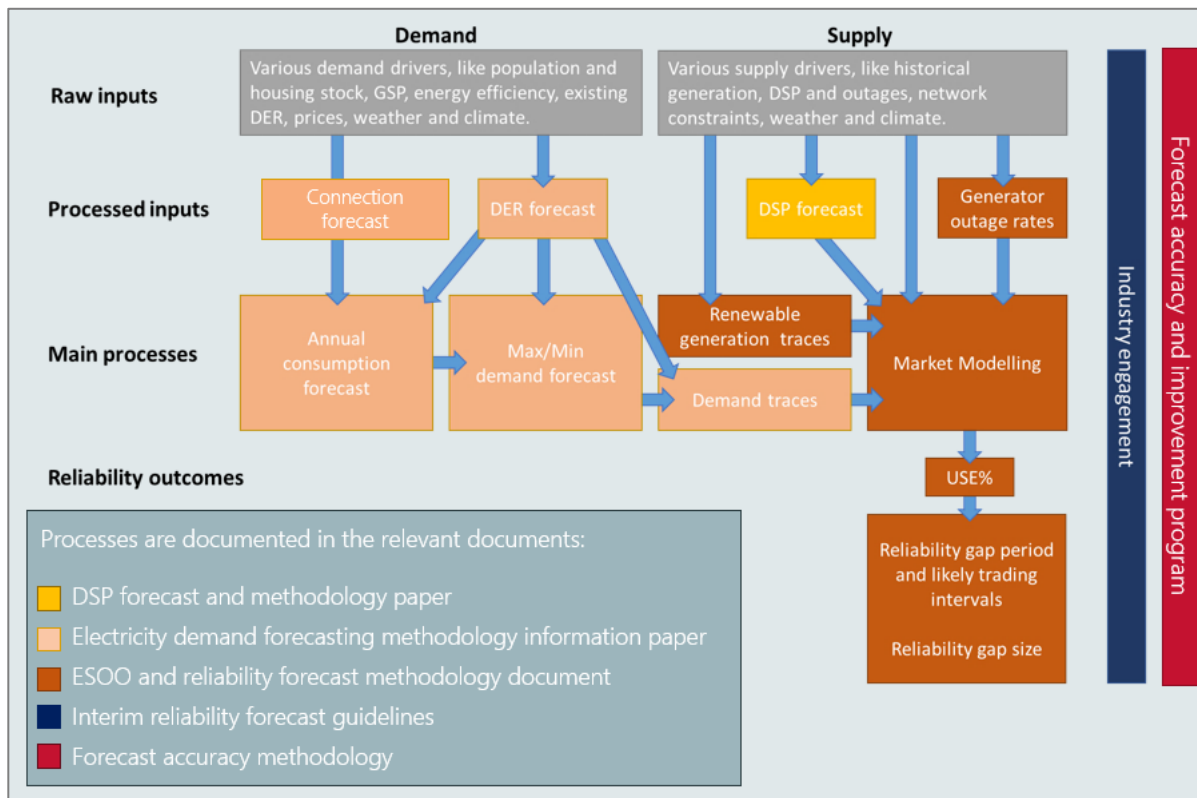 Demand
Supply
Raw inputs
Various demand drivers, like population and
housing stock, GSP, energy efficiency, existing
DER, prices, weather and climate.
Various supply drivers, like historical
generation, DSP and outages, network
constraints, weather and climate.
Processed inputs
Connection
forecast
DER forecast
DSP forecast
Generator
outage rates
Main processes
Annual
consumption
forecast
Max/Min
demand forecast
Renewable
generation traces
Demand traces
Market Modelling
Reliability outcomes
USE%
Reliability gap period
and likely trading
intervals
Reliability gap size
Industry engagement
Forecast accuracy and improvement program
Processes are documented in the relevant documents:
DSP forecast and methodology paper
Electricity demand forecasting methodology information paper
ESOO and reliability forecast methodology document
Interim reliability forecast guidelines
Forecast accuracy methodology